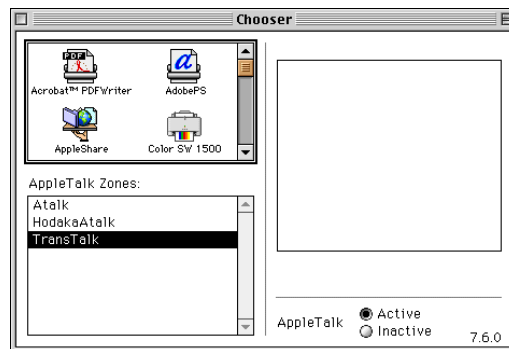 Chooser
PDF
Acrobat™ PDFWriter
a
AdobePS
AppleShare
Color SW 1500
AppleTalk Zones:
Atalk
HodakaAtalk
TransTalk
AppleTalk
Active
Inactive
7.6.0